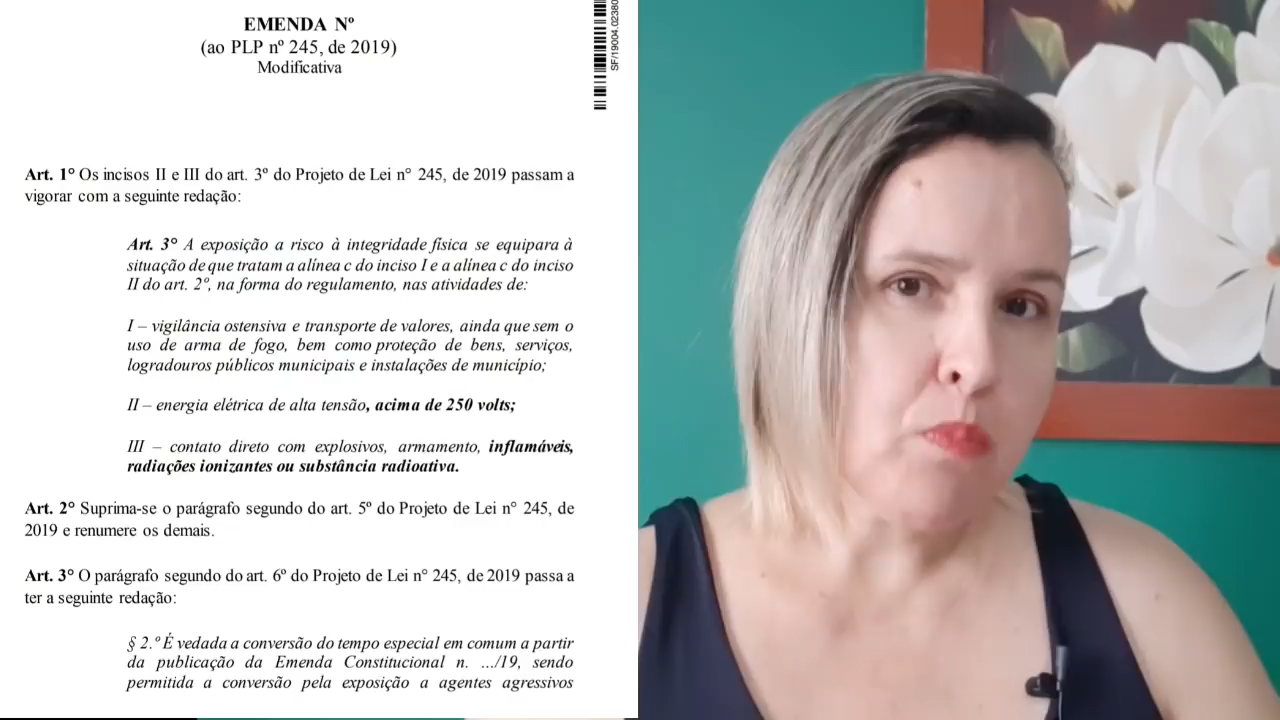 EMENDA Nº
(ao PLP nº 245, de 2019)
Modificativa
SF/19004.02380
Art. 1° Os incisos II e III do art. 3º do Projeto de Lei n° 245, de 2019 passam a
vigorar com a seguinte redação:
Art. 3° A exposição a risco à integridade física se equipara à
situação de que tratam a alínea c do inciso I e a alínea c do inciso
II do art. 2º, na forma do regulamento, nas atividades de:
I – vigilância ostensiva e transporte de valores, ainda que sem o
uso de arma de fogo, bem como proteção de bens, serviços,
logradouros públicos municipais e instalações de município;
II – energia elétrica de alta tensão, acima de 250 volts;
III – contato direto com explosivos, armamento, inflamáveis,
radiações ionizantes ou substância radioativa.
Art. 2° Suprima-se o parágrafo segundo do art. 5º do Projeto de Lei n° 245, de
2019 e renumere os demais.
Art. 3° O parágrafo segundo do art. 6º do Projeto de Lei n° 245, de 2019 passa a
ter a seguinte redação:
§ 2.º É vedada a conversão do tempo especial em comum a partir
da publicação da Emenda Constitucional n. .../19, sendo
permitida a conversão pela exposição a agentes agressivos